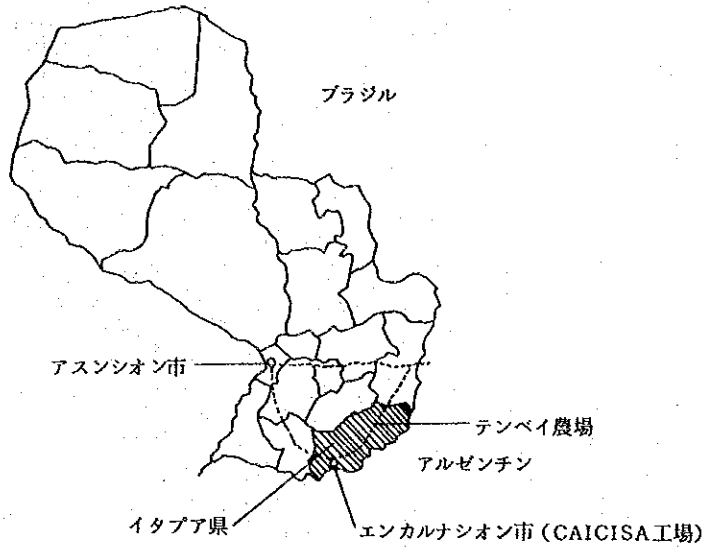 ブラジル
アスンシオン市
テンペイ農場
アルゼンチン
イタプア県
エンカルナシオン市（CAICISA工場）